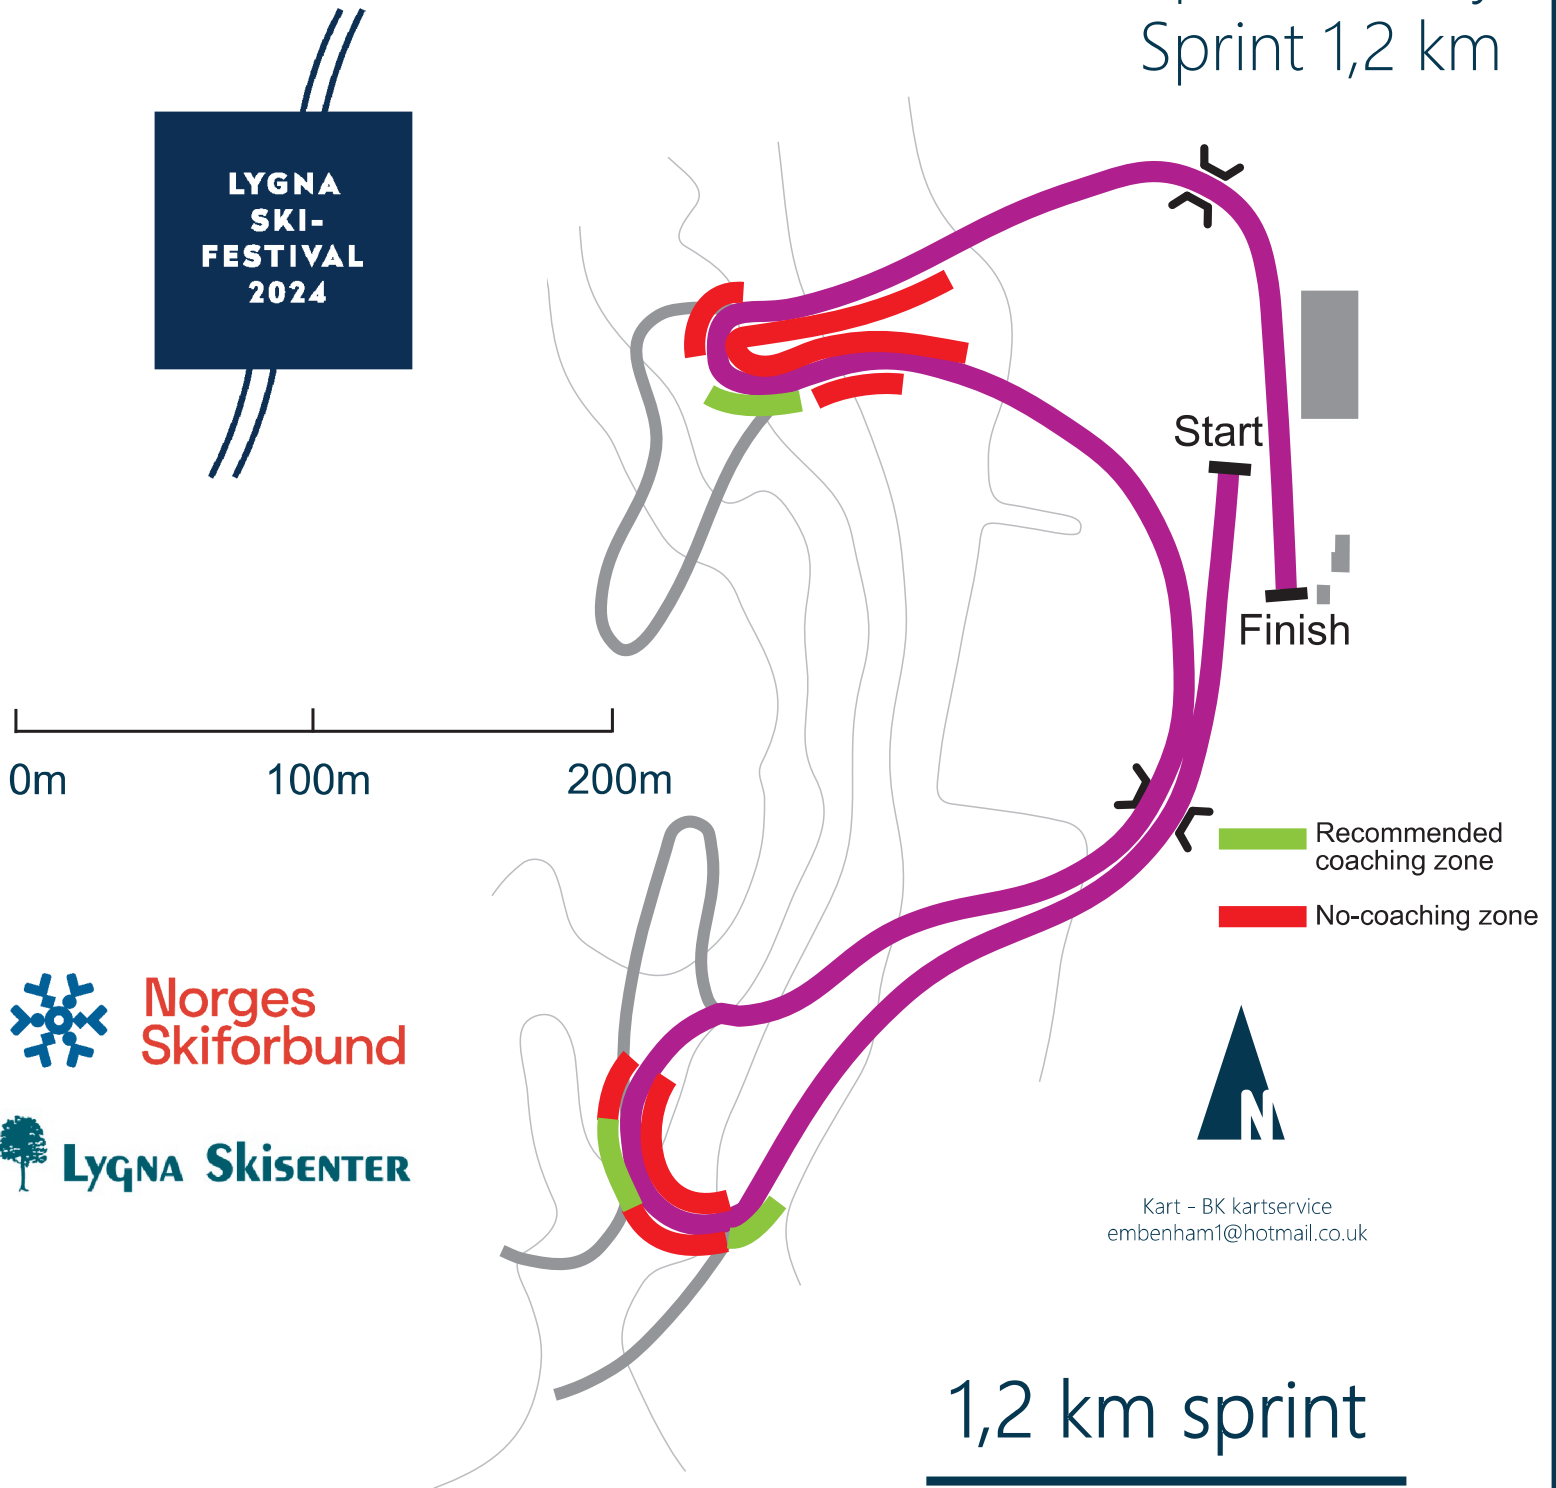 Sprint 1,2 km
LYGNA
SKI-
FESTIVAL
2024
Start
Finish
0m 100m 200m
Recommended
coaching zone
No-coaching zone
Norges
Skiforbund
LYGNA SKISENTER
N
Kart - BK kartservice
embenham1@hotmail.co.uk
1,2 km sprint